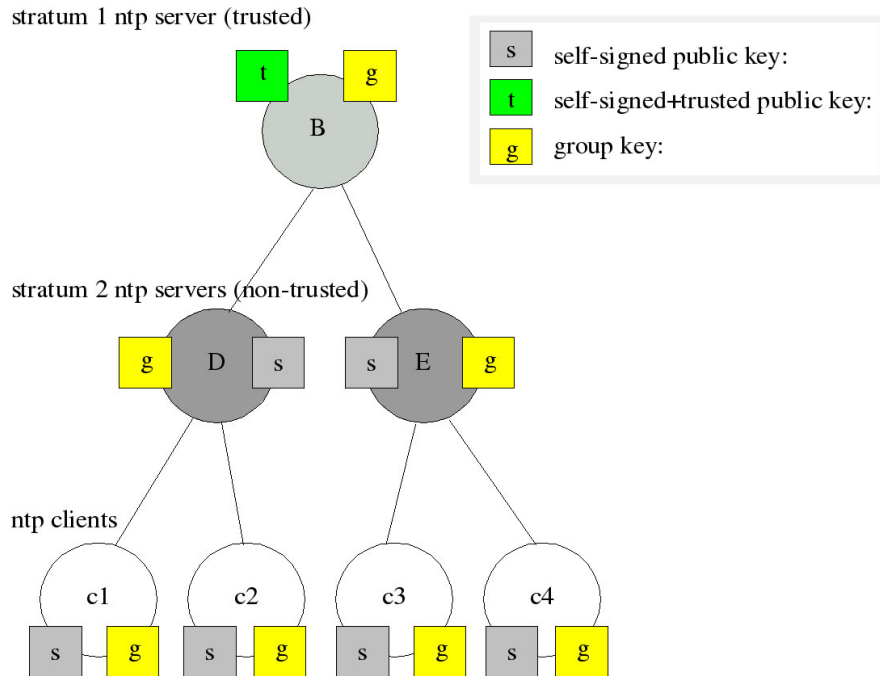 stratum 1 ntp server (trusted)
s self-signed public key:
t self-signed+trusted public key:
g group key:
t g
B
stratum 2 ntp servers (non-trusted)
g D s s E g
ntp clients
c1 c2 c3 c4
s g s g s g s g